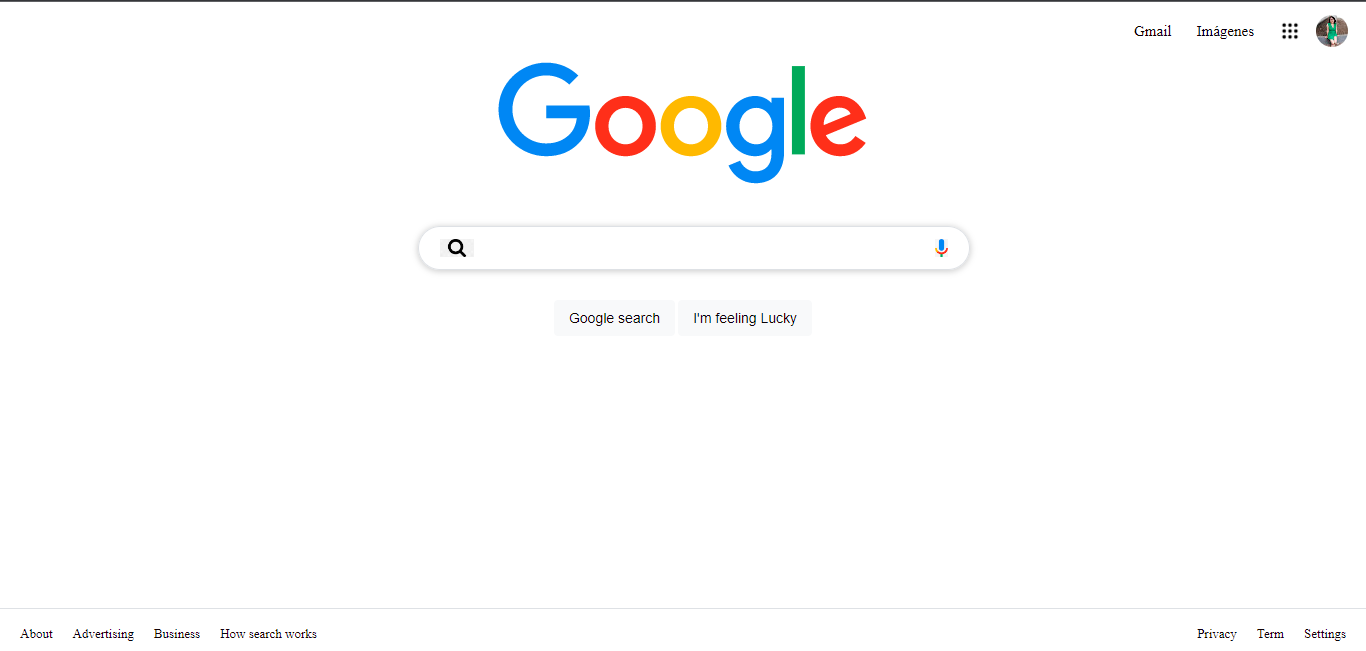 Gmail Imágenes
Google
Google search I'm feeling Lucky
About Advertising Business How search works Privacy Term Settings